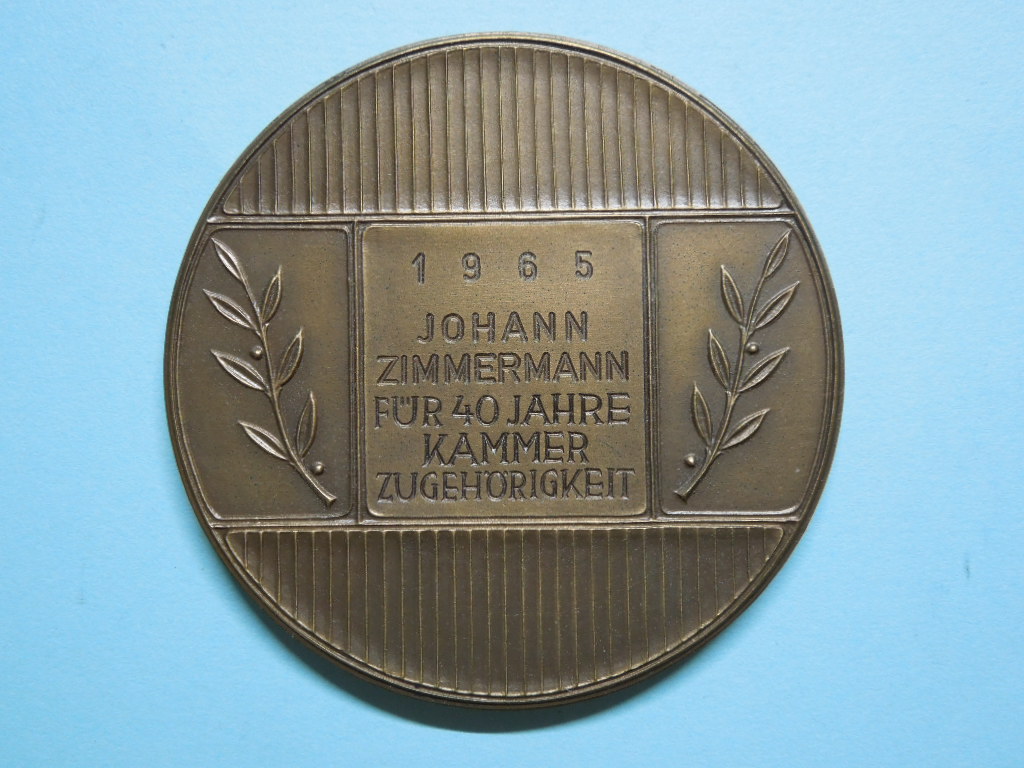 1965
JOHANN
ZIMMERMANN
FÜR 40 JAHRE
KAMMER
ZUGEHÖRIGKEIT